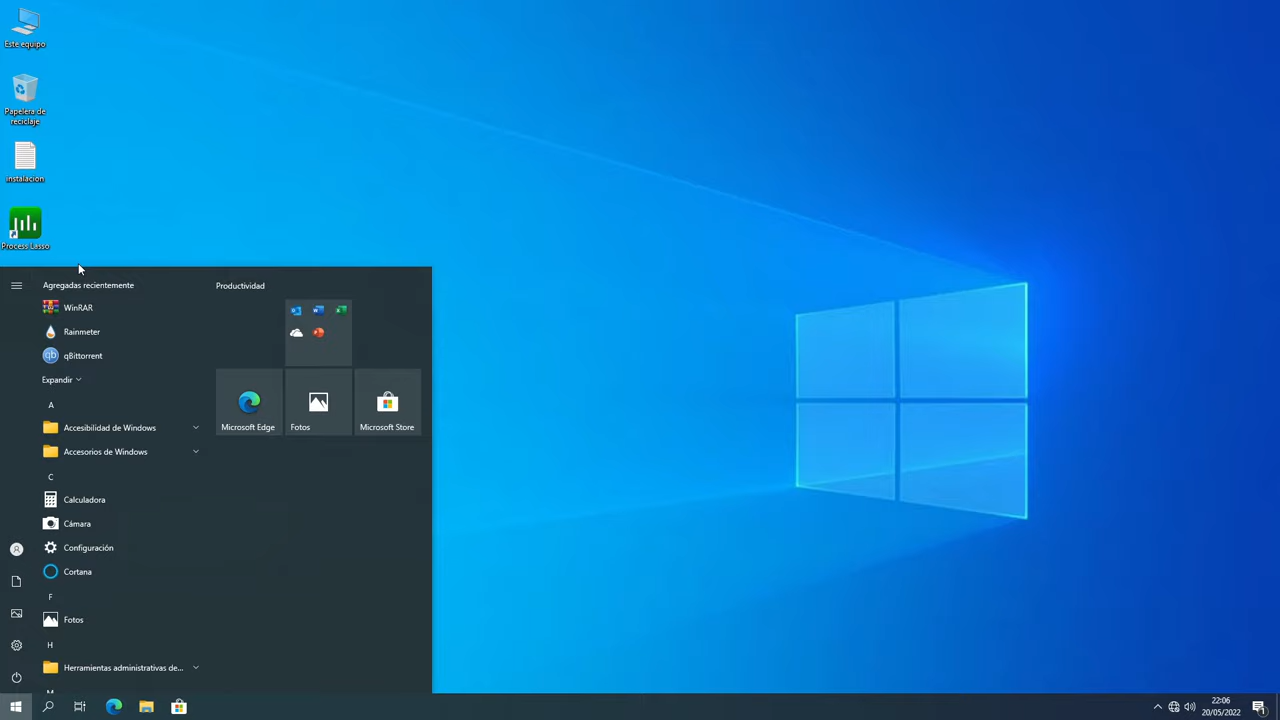 Este equipo
Papelera de
reciclaje
instalacion
Process Lasso
Agregadas recientemente
WinRAR
Rainmeter
qBittorrent
Expandir
A
Accesibilidad de Windows
Accesorios de Windows
C
Calculadora
Cámara
Configuración
Cortana
F
Fotos
H
Herramientas administrativas de...
M
Productividad
Microsoft Edge
Fotos
Microsoft Store
22:06
20/05/2022
1